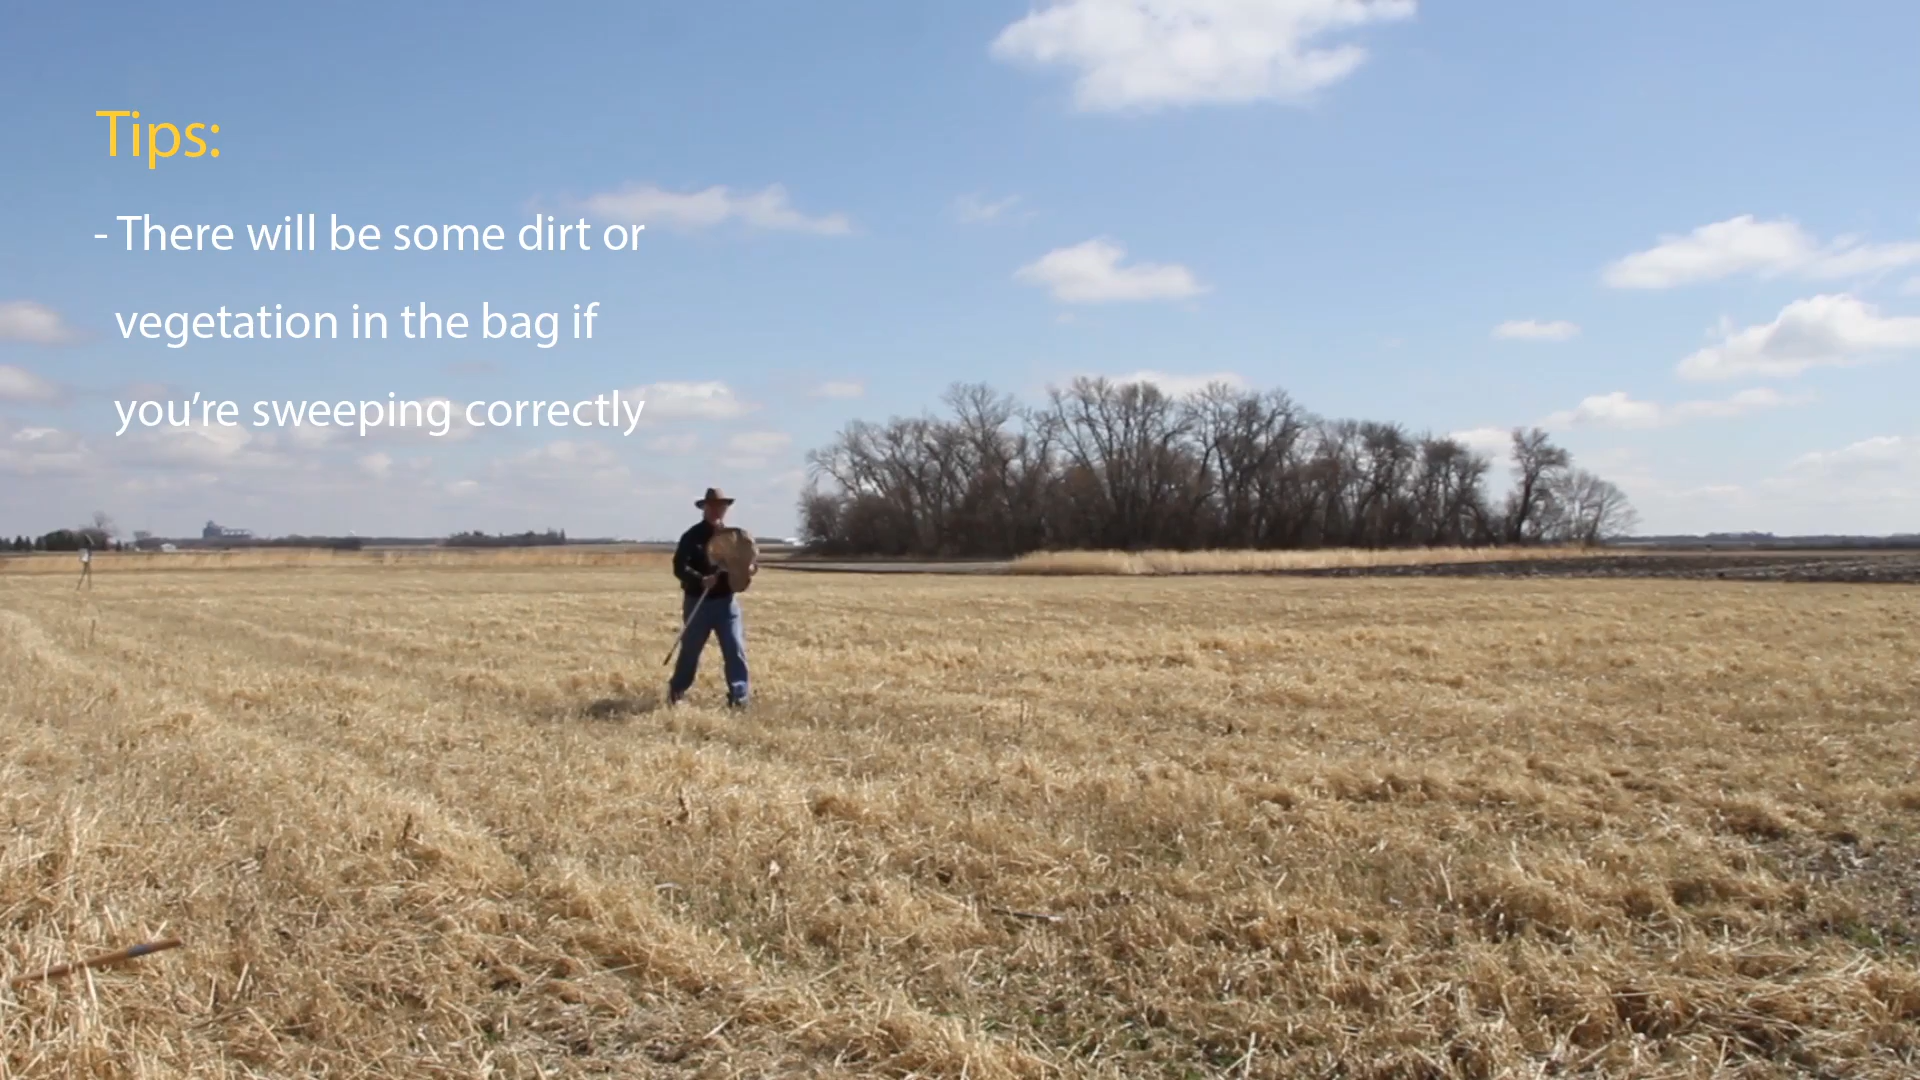 Tips:
- There will be some dirt or
vegetation in the bag if
you’re sweeping correctly